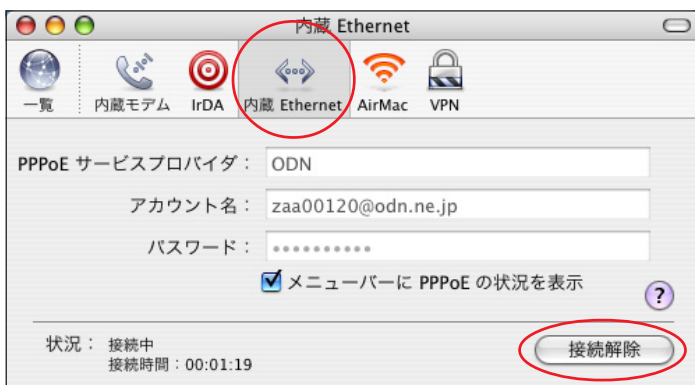 内蔵 Ethernet
一覧 内蔵モデム IrDA 内蔵 Ethernet AirMac VPN
PPPoE サービスプロバイダ： ODN
アカウント名： zaa00120@odn.ne.jp
パスワード： ••••••••••
メニューバーに PPPoE の状況を表示
?
状況： 接続中
接続時間：00:01:19
接続解除